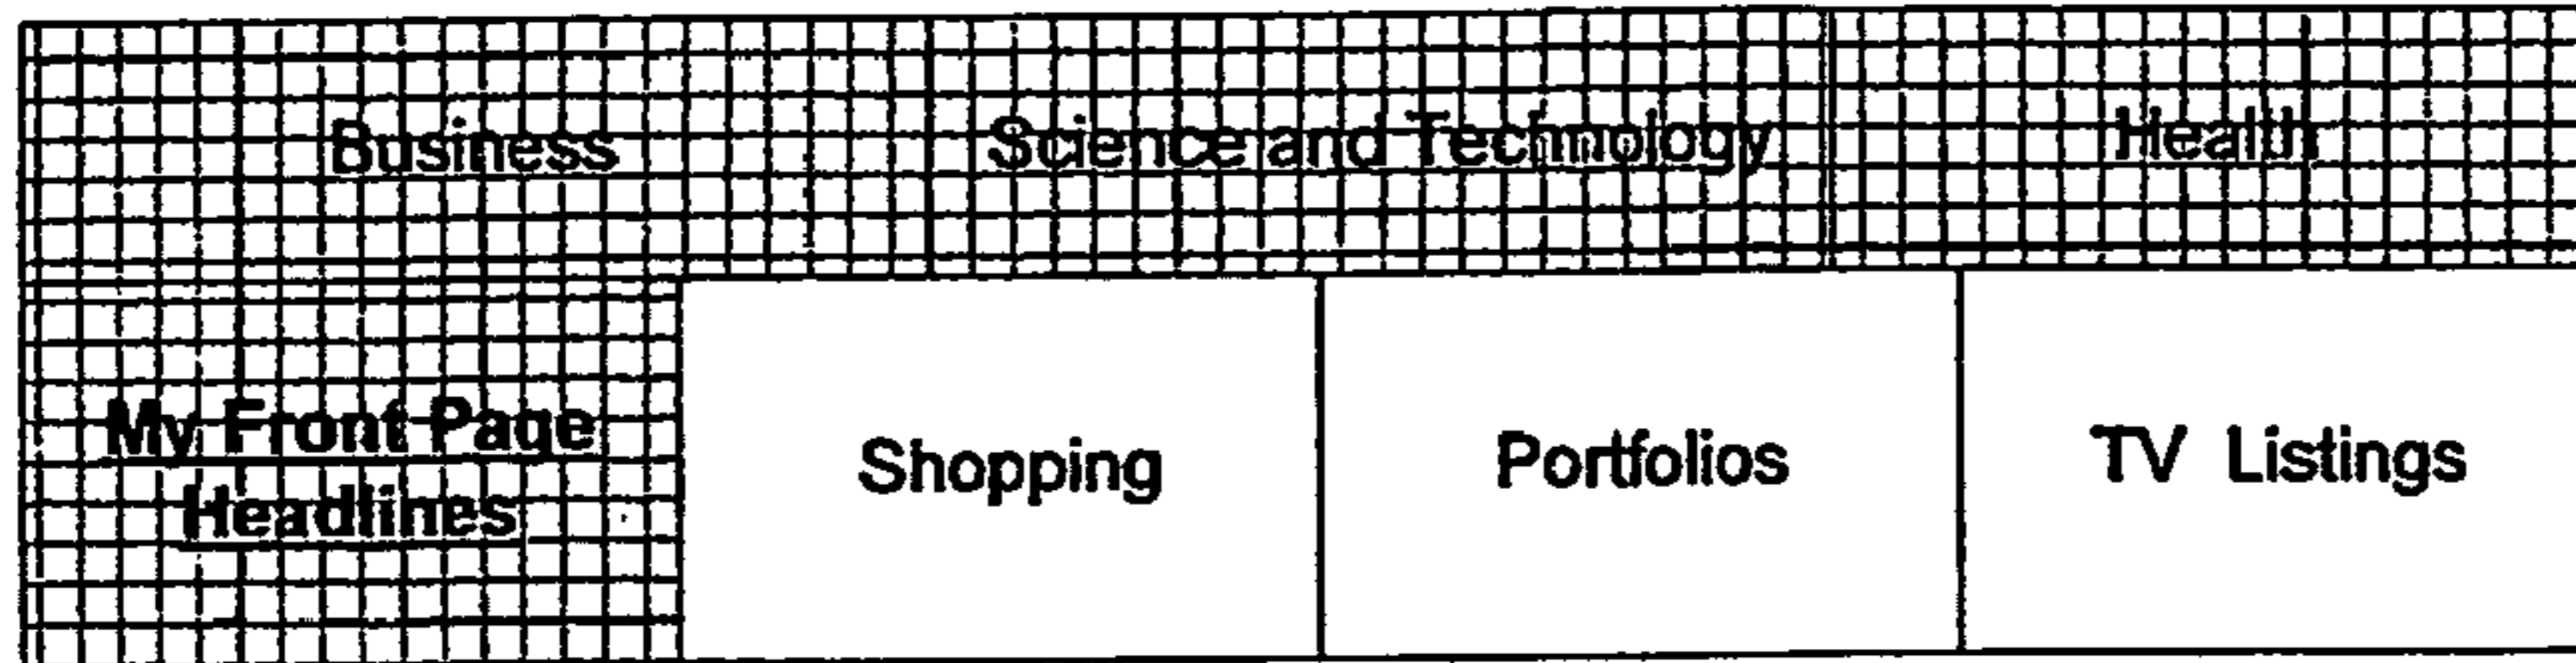 Business Science and Technology Health
My Front Page
Headlines
Shopping Portfolios TV Listings